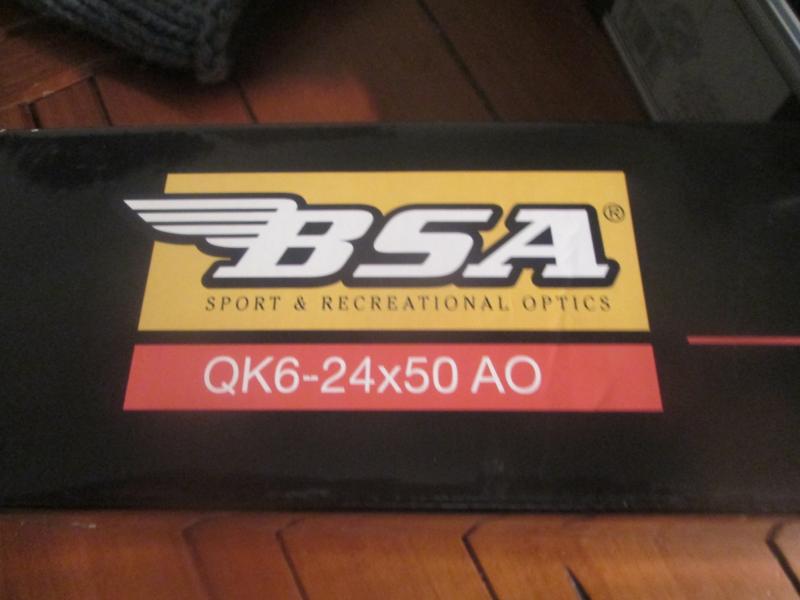 BSA®
SPORT & RECREATIONAL OPTICS
QK6-24x50 AO